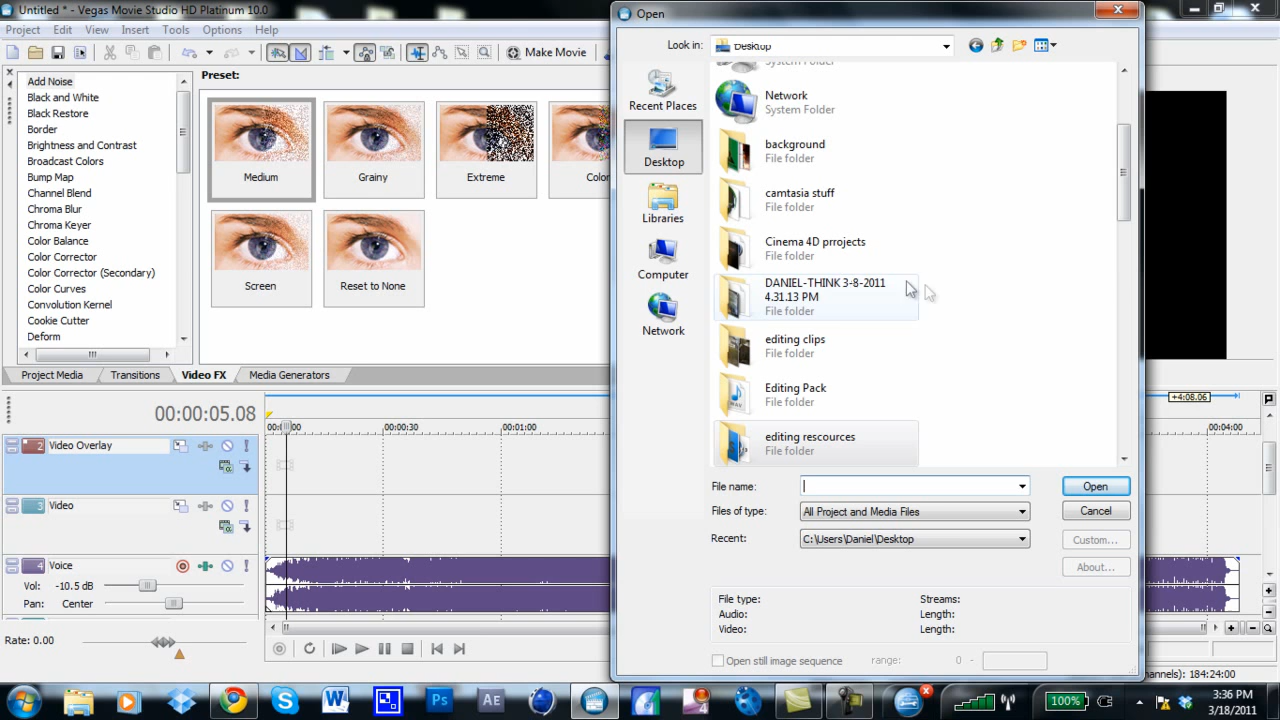 Untitled * - Vegas Movie Studio HD Platinum 10.0
Project Edit View Insert Tools Options Help
Make Movie
Add Noise
Black and White
Black Restore
Border
Brightness and Contrast
Broadcast Colors
Bump Map
Channel Blend
Chroma Blur
Chroma Keyer
Color Balance
Color Corrector
Color Corrector (Secondary)
Color Curves
Convolution Kernel
Cookie Cutter
Deform
Preset:
Medium
Grainy
Extreme
Color
Screen
Reset to None
Project Media Transitions Video FX Media Generators
00:00:05.08
+4:08.06
00:00:30
00:01:00
00:04:00
2 Video Overlay
3 Video
4 Voice
Vol: -10.5 dB
Pan: Center
Rate: 0.00
Open
Look in: Desktop
Recent Places
Desktop
Libraries
Computer
Network
System Folder
Network
System Folder
background
File folder
camtasia stuff
File folder
Cinema 4D prrojects
File folder
DANIEL-THINK 3-8-2011
4.31.13 PM
File folder
editing clips
File folder
Editing Pack
File folder
editing rescources
File folder
File name:
Open
Files of type: All Project and Media Files
Cancel
Recent: C:\Users\Daniel\Desktop
Custom...
About...
File type: Streams:
Audio: Length:
Video: Length:
Open still image sequence range: 0 -
hannels): 184:24:00
W
Ps
AE
4
100%
3:36 PM
3/18/2011